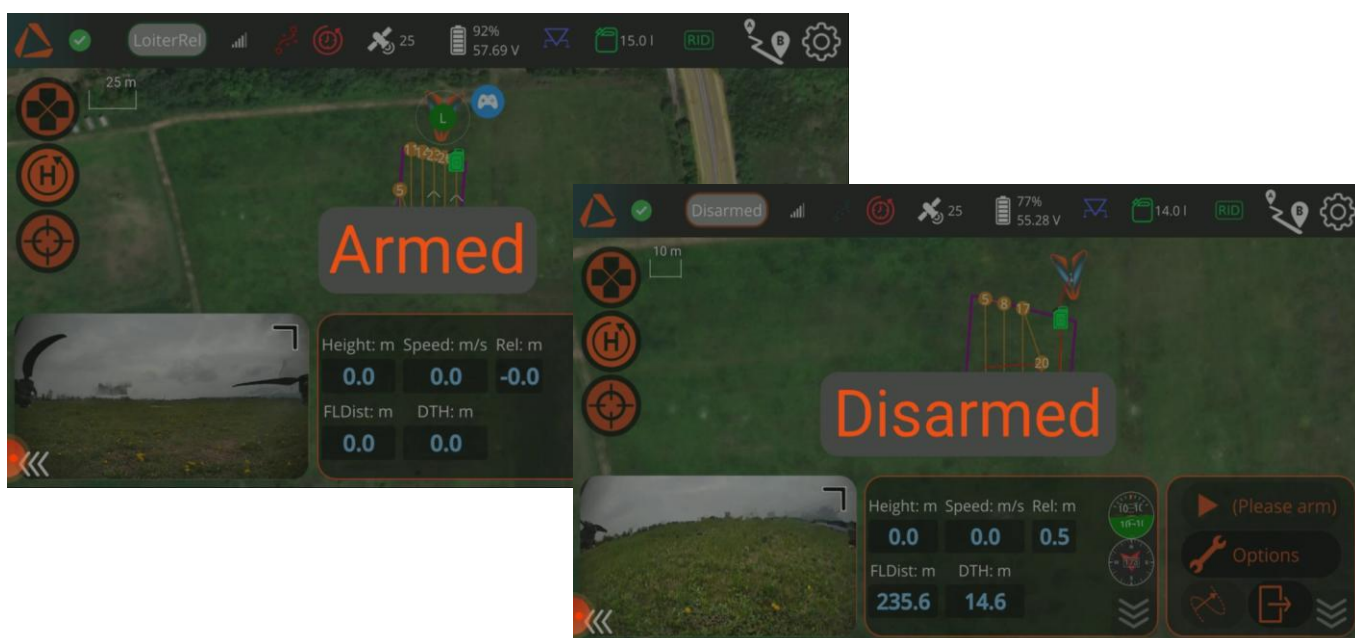 LoiterRel
25
92%
57.69 V
15.0 l
RID
A
B
25 m
L
H
5
Armed
Height: m Speed: m/s Rel: m
0.0 0.0 -0.0
FLDist: m DTH: m
0.0 0.0
Disarmed
25
77%
55.28 V
14.0 l
RID
A
B
10 m
H
5 8 17
20
Disarmed
Height: m Speed: m/s Rel: m
0.0 0.0 0.5
FLDist: m DTH: m
235.6 14.6
(Please arm)
Options